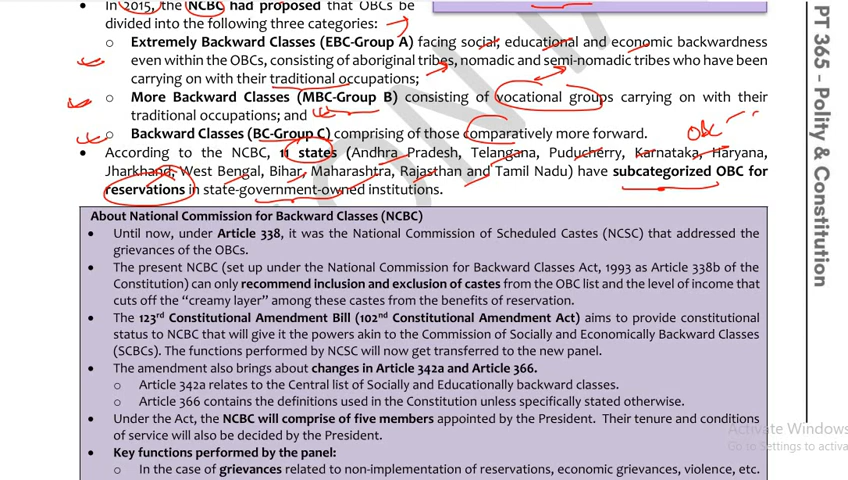 In 2015, the NCBC had proposed that OBCs be
divided into the following three categories:
Extremely Backward Classes (EBC-Group A) facing social, educational and economic backwardness
even within the OBCs, consisting of aboriginal tribes, nomadic and semi-nomadic tribes who have been
carrying on with their traditional occupations;
More Backward Classes (MBC-Group B) consisting of vocational groups carrying on with their
traditional occupations; and
OBC
Backward Classes (BC-Group C) comprising of those comparatively more forward.
According to the NCBC, 11 states (Andhra Pradesh, Telangana, Puducherry, Karnataka, Haryana,
Jharkhand, West Bengal, Bihar, Maharashtra, Rajasthan and Tamil Nadu) have subcategorized OBC for
reservations in state-government-owned institutions.
About National Commission for Backward Classes (NCBC)
Until now, under Article 338, it was the National Commission of Scheduled Castes (NCSC) that addressed the
grievances of the OBCs.
The present NCBC (set up under the National Commission for Backward Classes Act, 1993 as Article 338b of the
Constitution) can only recommend inclusion and exclusion of castes from the OBC list and the level of income that
cuts off the “creamy layer” among these castes from the benefits of reservation.
The 123rd Constitutional Amendment Bill (102nd Constitutional Amendment Act) aims to provide constitutional
status to NCBC that will give it the powers akin to the Commission of Socially and Economically Backward Classes
(SCBCs). The functions performed by NCSC will now get transferred to the new panel.
The amendment also brings about changes in Article 342a and Article 366.
Article 342a relates to the Central list of Socially and Educationally backward classes.
Article 366 contains the definitions used in the Constitution unless specifically stated otherwise.
Under the Act, the NCBC will comprise of five members appointed by the President. Their tenure and conditions
of service will also be decided by the President.
Key functions performed by the panel:
In the case of grievances related to non-implementation of reservations, economic grievances, violence, etc.
PT 365 - Polity & Constitution
Activate Windows
Go to Settings to activa